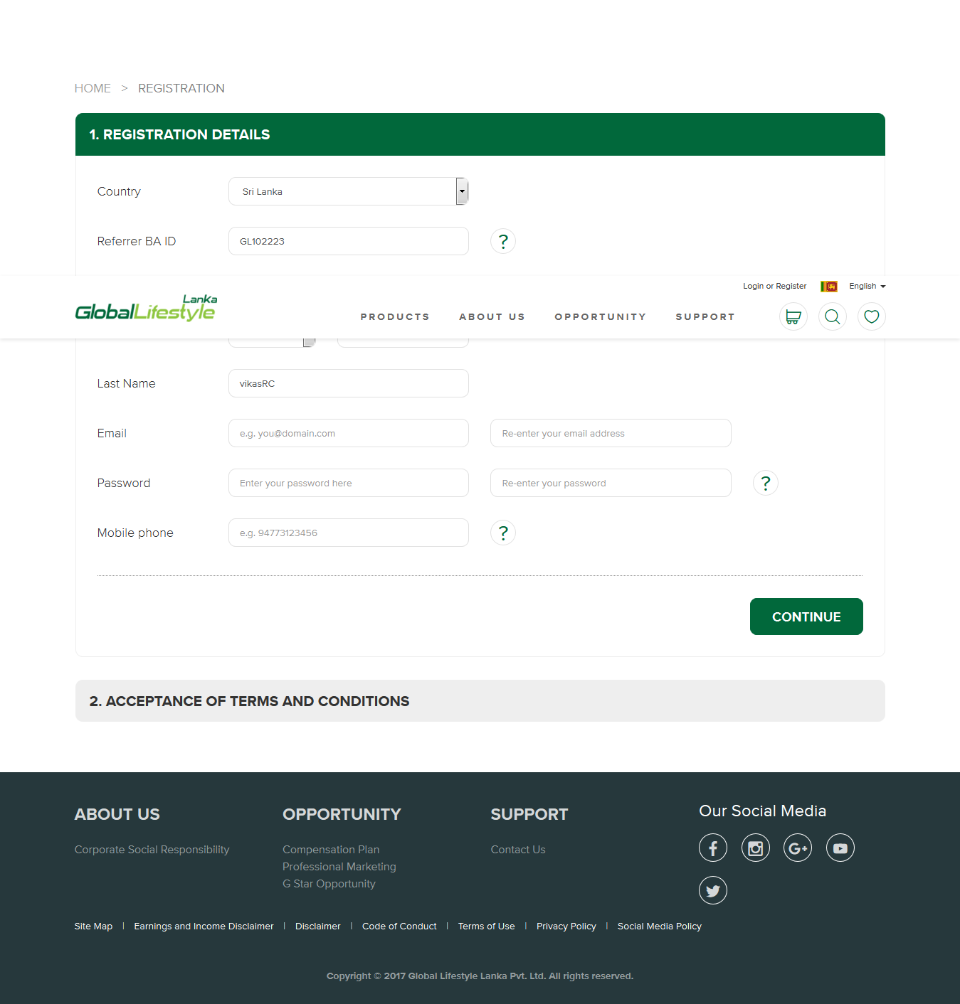 HOME > REGISTRATION
1. REGISTRATION DETAILS
Country Sri Lanka
Referrer BA ID GL102223 ?
Login or Register English
Lanka
GlobalLifestyle
PRODUCTS ABOUT US OPPORTUNITY SUPPORT
Last Name vikasRC
Email e.g. you@domain.com Re-enter your email address
Password Enter your password here Re-enter your password ?
Mobile phone e.g. 94773123456 ?
CONTINUE
2. ACCEPTANCE OF TERMS AND CONDITIONS
ABOUT US OPPORTUNITY SUPPORT Our Social Media
Corporate Social Responsibility Compensation Plan Contact Us
Professional Marketing
G Star Opportunity
Site Map | Earnings and Income Disclaimer | Disclaimer | Code of Conduct | Terms of Use | Privacy Policy | Social Media Policy
Copyright © 2017 Global Lifestyle Lanka Pvt. Ltd. All rights reserved.